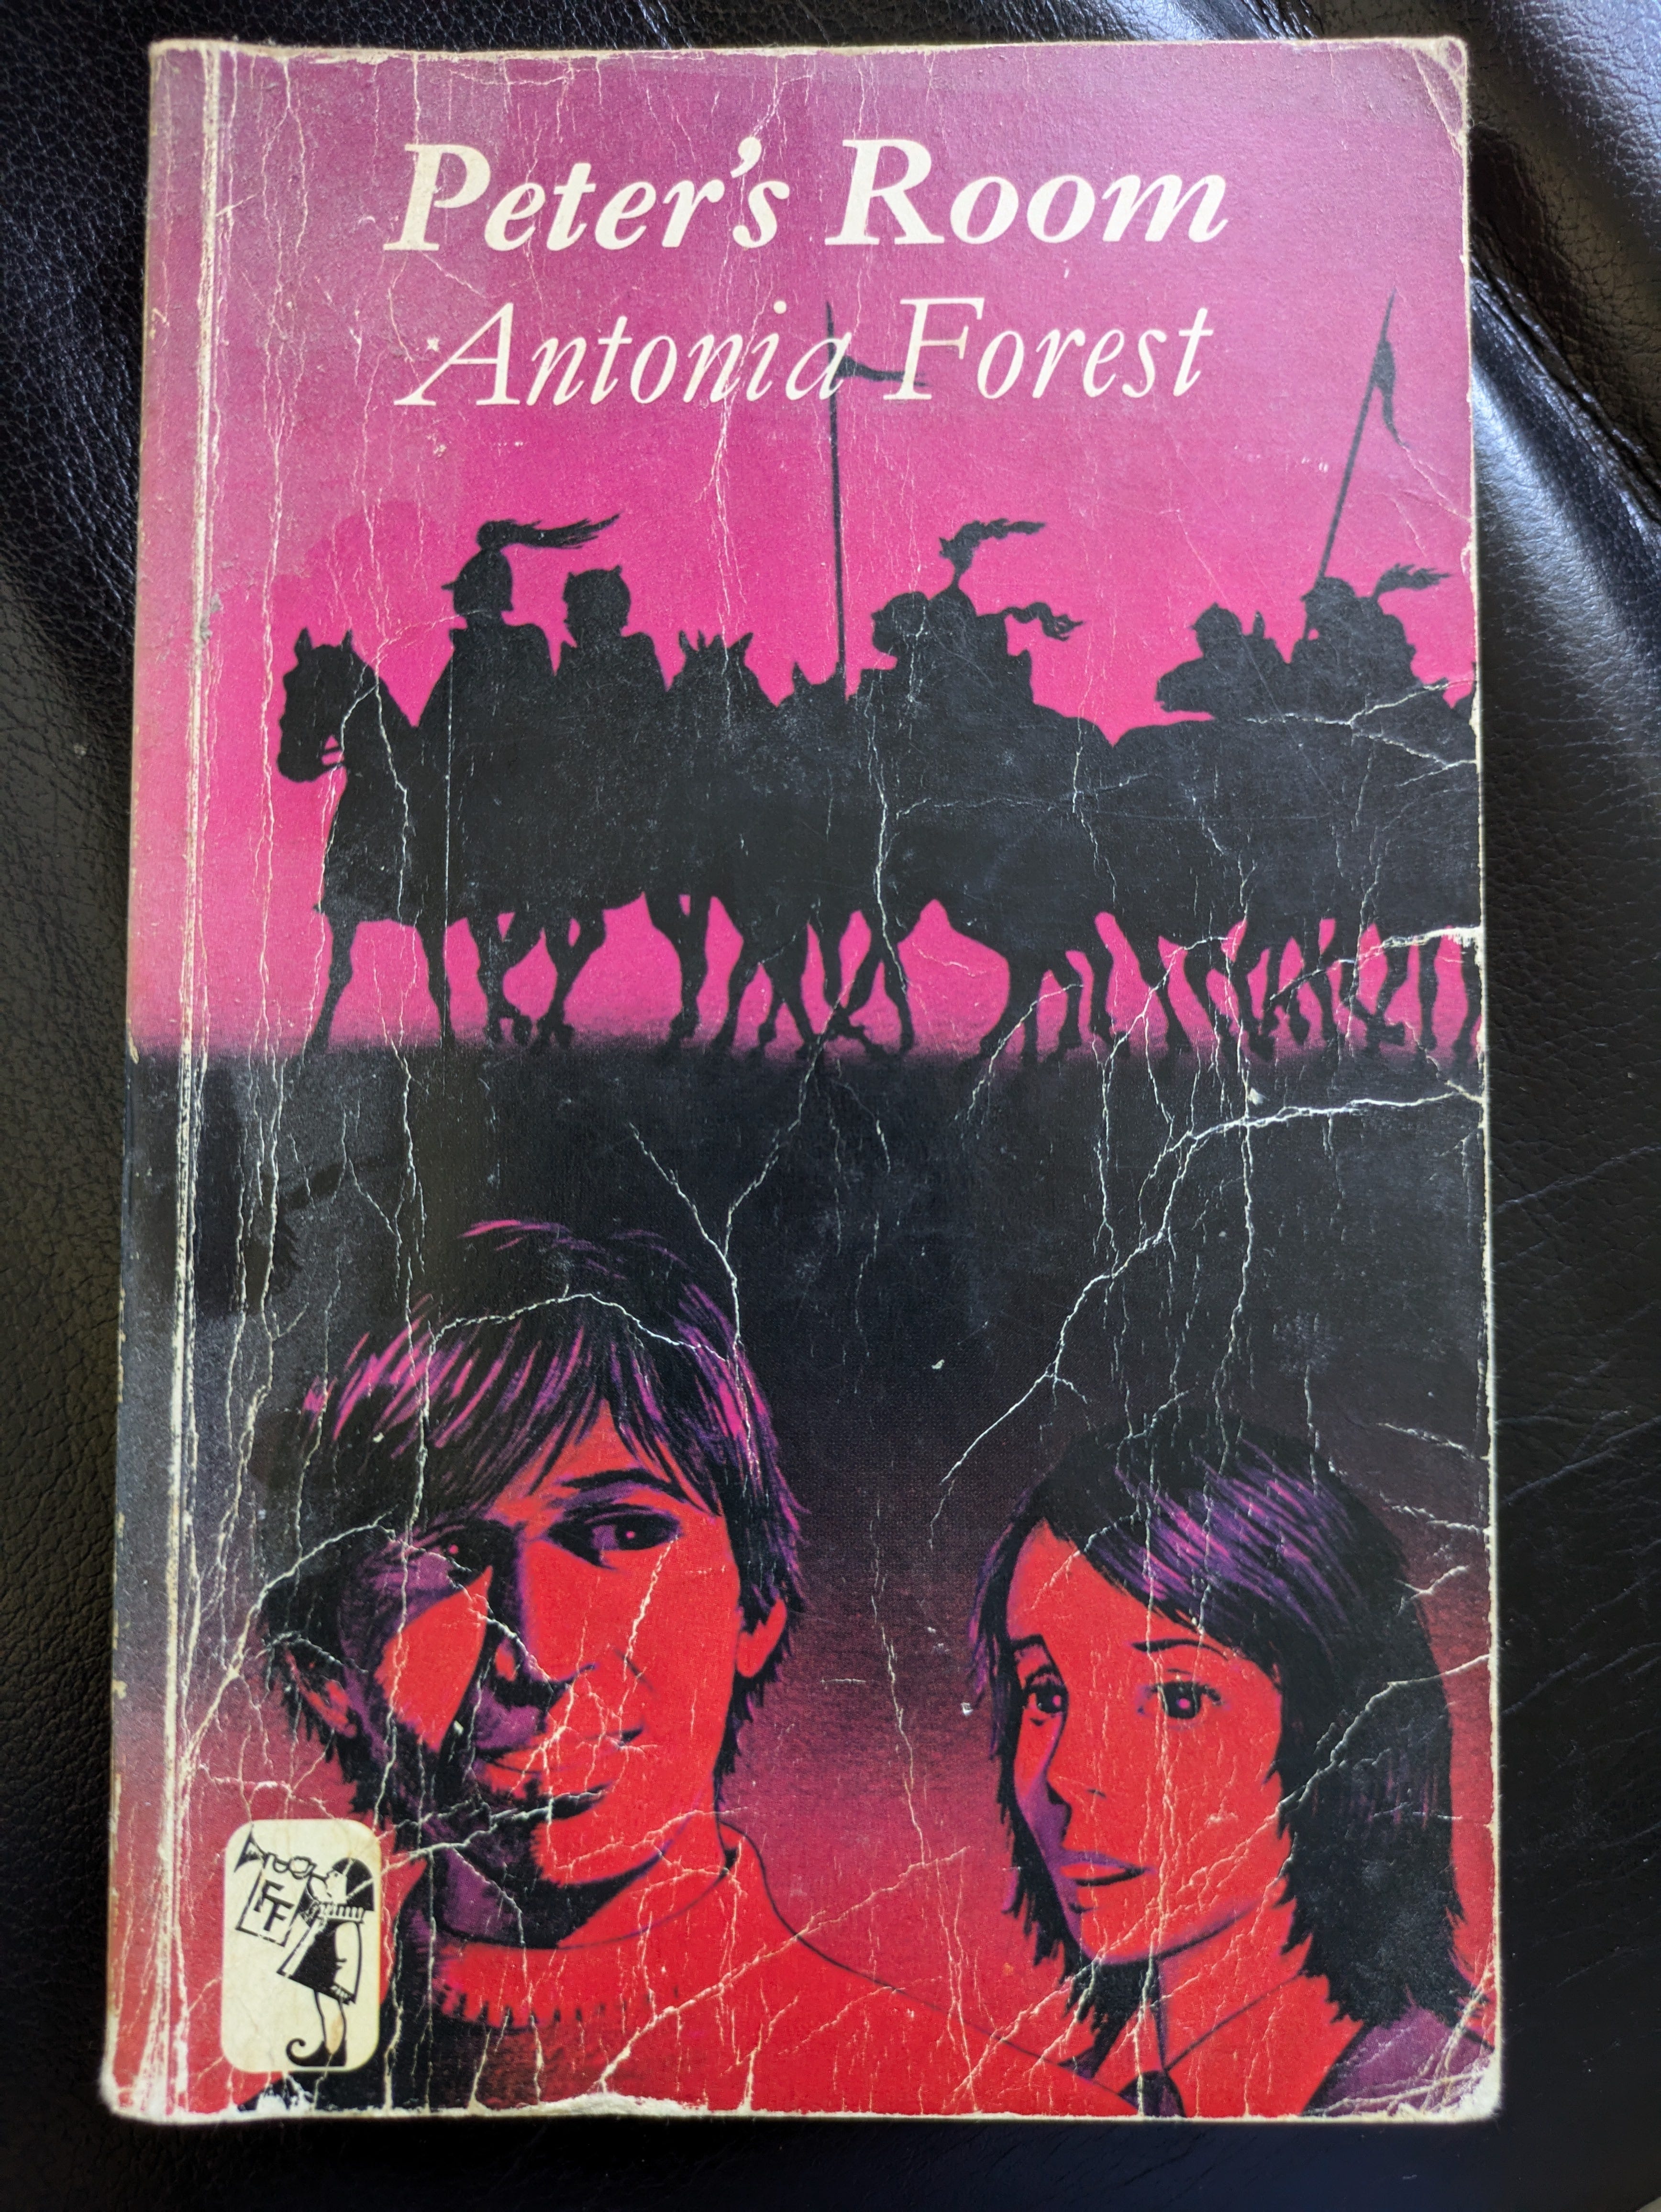 Peter's Room
Antonia Forest
FF